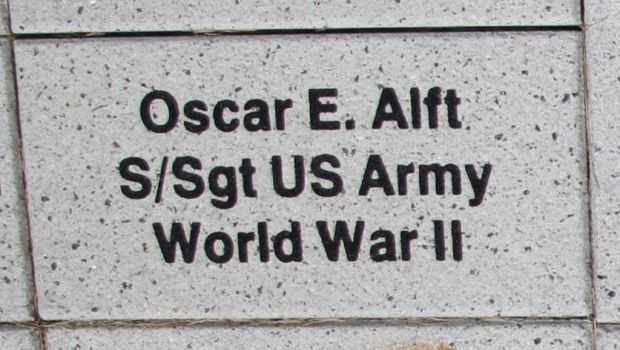 Oscar E. Alft
S/Sgt US Army
World War II